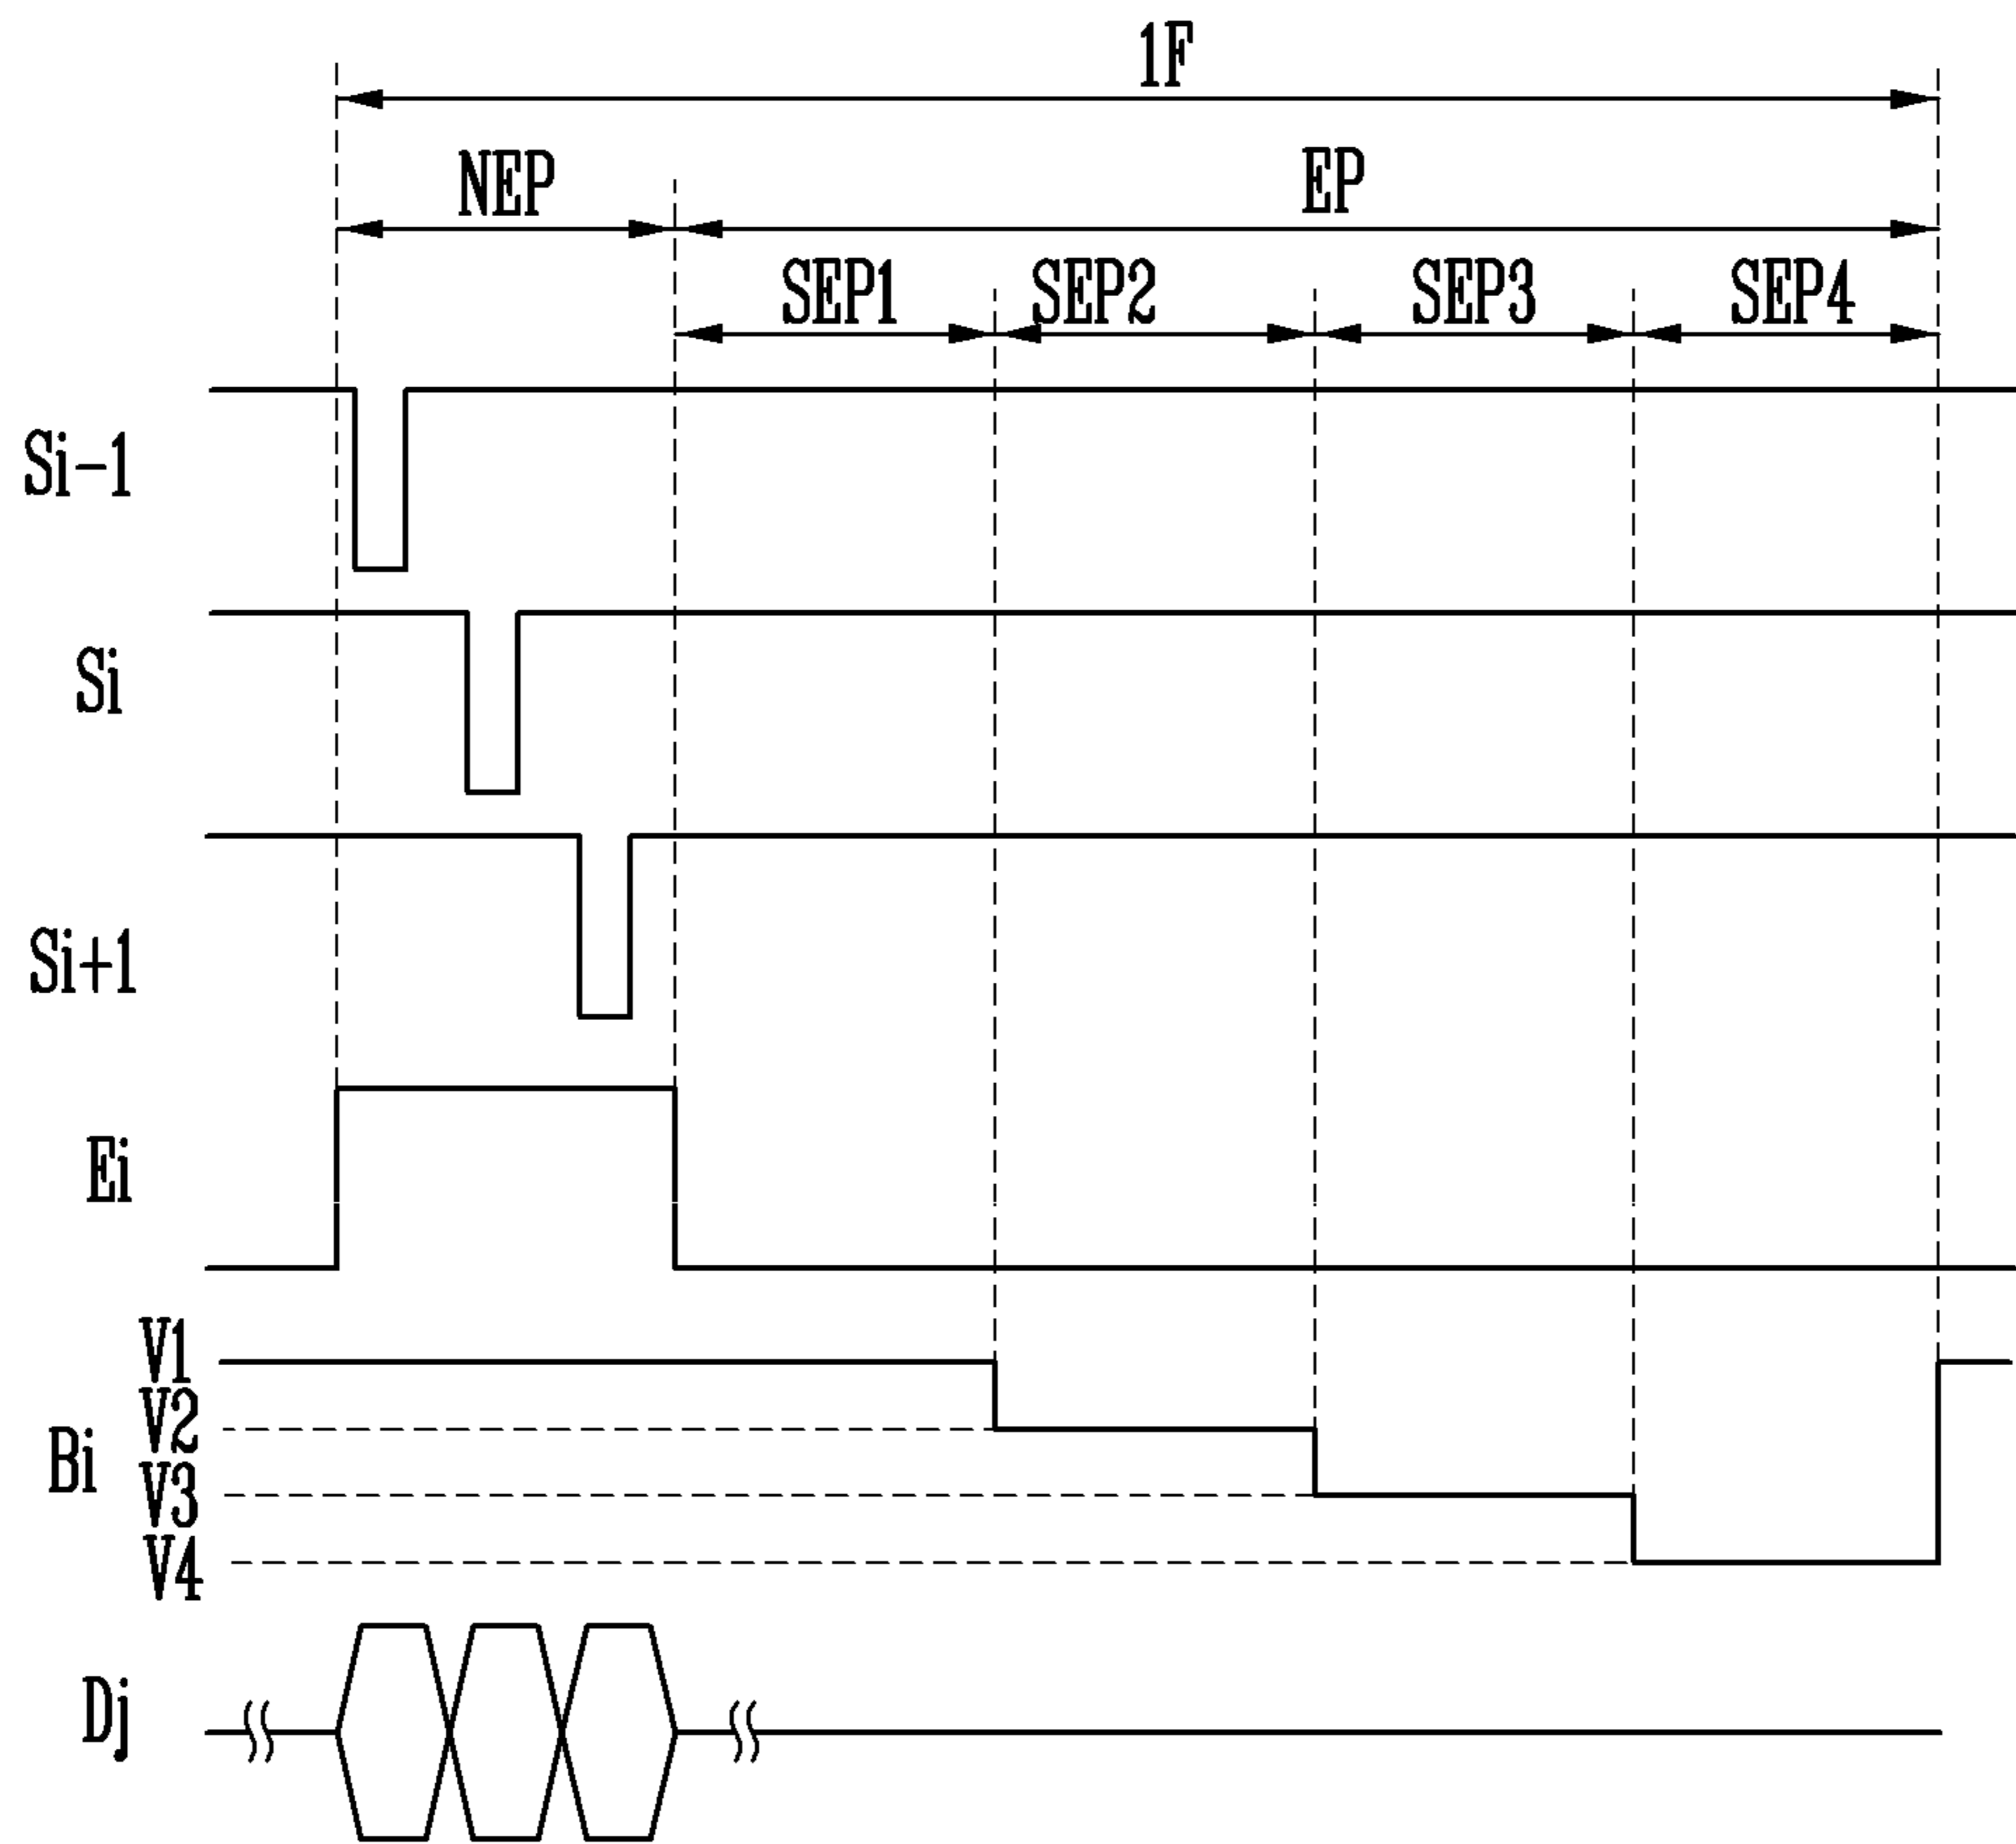 1F
NEP EP
SEP1 SEP2 SEP3 SEP4
Si-1
Si
Si+1
Ei
V1
V2
Bi
V3
V4
Dj